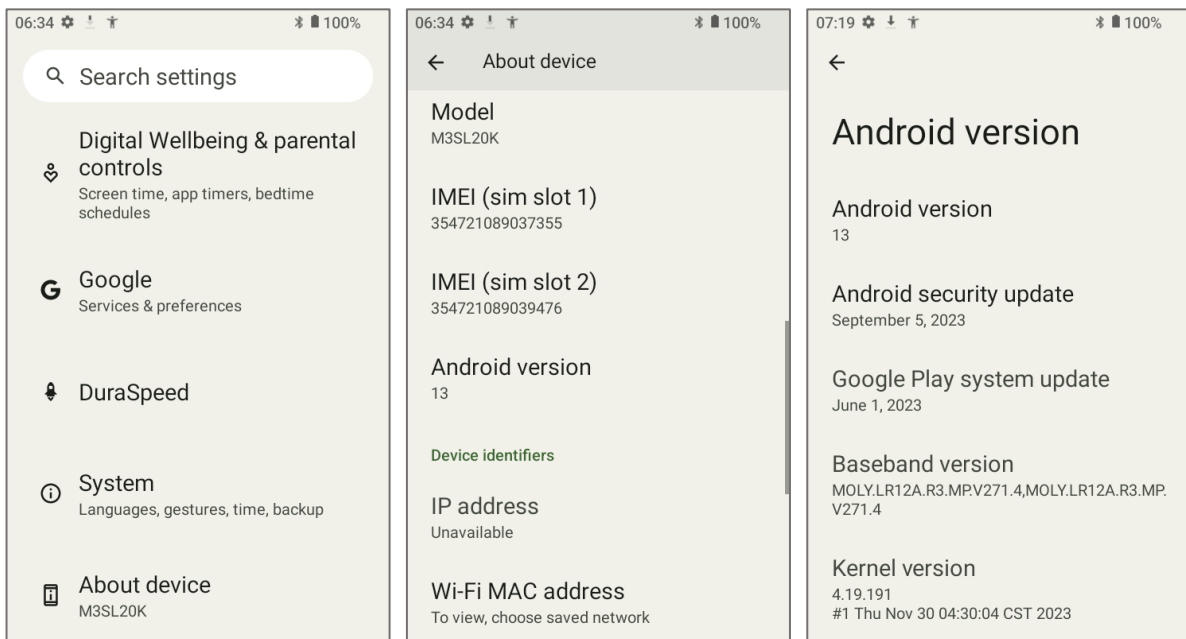 06:34 100%
Search settings
Digital Wellbeing & parental
controls
Screen time, app timers, bedtime
schedules
Google
Services & preferences
DuraSpeed
System
Languages, gestures, time, backup
About device
M3SL20K
06:34 100%
About device
Model
M3SL20K
IMEI (sim slot 1)
354721089037355
IMEI (sim slot 2)
354721089039476
Android version
13
Device identifiers
IP address
Unavailable
Wi-Fi MAC address
To view, choose saved network
07:19 100%
Android version
Android version
13
Android security update
September 5, 2023
Google Play system update
June 1, 2023
Baseband version
MOLY.LR12A.R3.MP.V271.4,MOLY.LR12A.R3.MP.
V271.4
Kernel version
4.19.191
#1 Thu Nov 30 04:30:04 CST 2023